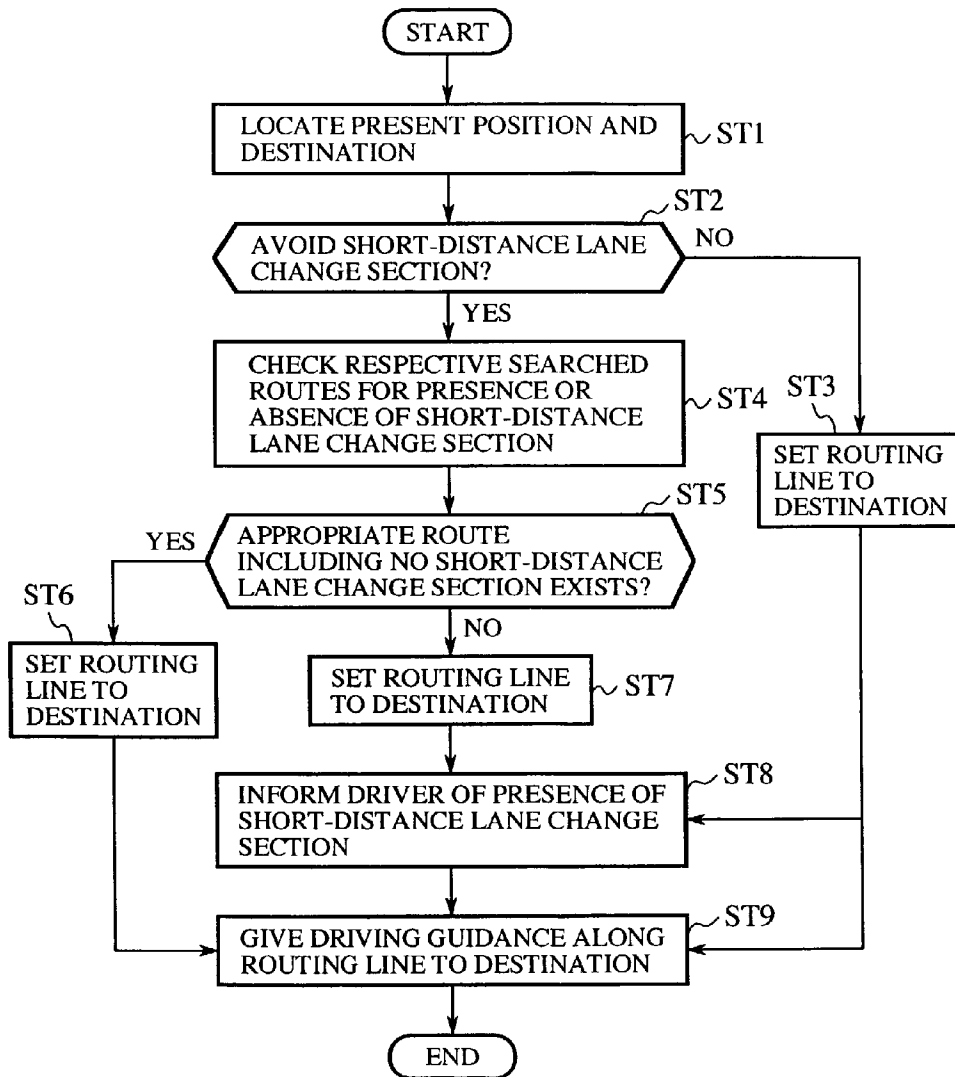 START
LOCATE PRESENT POSITION AND
DESTINATION
ST1
ST2
AVOID SHORT-DISTANCE LANE
CHANGE SECTION?
NO
YES
CHECK RESPECTIVE SEARCHED
ROUTES FOR PRESENCE OR
ABSENCE OF SHORT-DISTANCE
LANE CHANGE SECTION
ST4
ST3
SET ROUTING
LINE TO
DESTINATION
ST5
YES
APPROPRIATE ROUTE
INCLUDING NO SHORT-DISTANCE
LANE CHANGE SECTION EXISTS?
ST6
NO
SET ROUTING
LINE TO
DESTINATION
SET ROUTING LINE
TO DESTINATION
ST7
INFORM DRIVER OF PRESENCE OF
SHORT-DISTANCE LANE CHANGE
SECTION
ST8
GIVE DRIVING GUIDANCE ALONG
ROUTING LINE TO DESTINATION
ST9
END